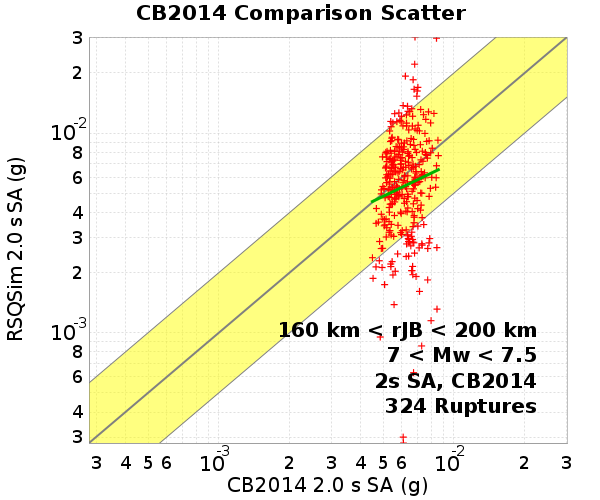 CB2014 Comparison Scatter
RSQSim 2.0 s SA (g)
3
2
10-2
8
6
4
3
2
10-3
8
6
4
3
160 km < rJB < 200 km
7 < Mw < 7.5
2s SA, CB2014
324 Ruptures
3 4 5 6 10-3 2 3 4 5 6 10-2 2 3
CB2014 2.0 s SA (g)